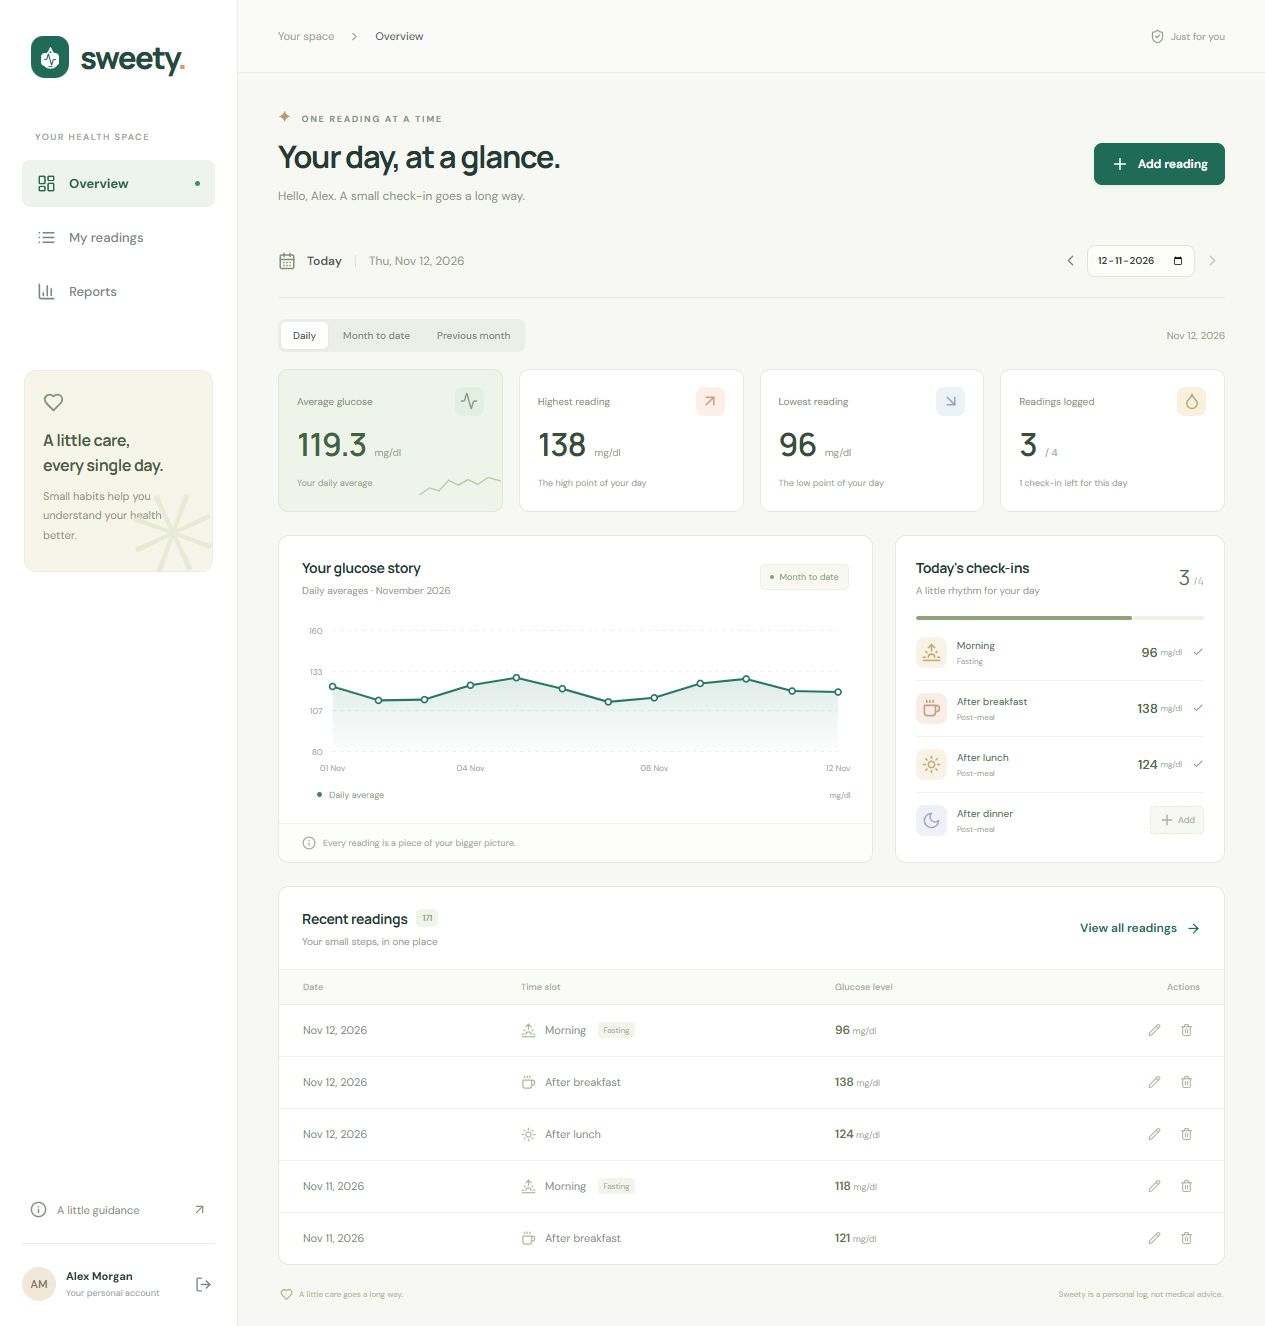 sweety.
YOUR HEALTH SPACE
Overview
My readings
Reports
A little care,
every single day.
Small habits help you
understand your health
better.
A little guidance
AM
Alex Morgan
Your personal account
Your space
Overview
Just for you
ONE READING AT A TIME
Your day, at a glance.
Hello, Alex. A small check-in goes a long way.
Add reading
Today
Thu, Nov 12, 2026
12-11-2026
Daily
Month to date
Previous month
Nov 12, 2026
Average glucose
119.3 mg/dl
Your daily average
Highest reading
138 mg/dl
The high point of your day
Lowest reading
96 mg/dl
The low point of your day
Readings logged
3 / 4
1 check-in left for this day
Your glucose story
Daily averages · November 2026
Month to date
160
133
107
80
01 Nov
04 Nov
08 Nov
12 Nov
Daily average
mg/dl
Every reading is a piece of your bigger picture.
Today's check-ins
A little rhythm for your day
3 /4
Morning
Fasting
96 mg/dl
After breakfast
Post-meal
138 mg/dl
After lunch
Post-meal
124 mg/dl
After dinner
Post-meal
Add
Recent readings 171
Your small steps, in one place
View all readings
Date Time slot Glucose level Actions
Nov 12, 2026 Morning Fasting 96 mg/dl
Nov 12, 2026 After breakfast 138 mg/dl
Nov 12, 2026 After lunch 124 mg/dl
Nov 11, 2026 Morning Fasting 118 mg/dl
Nov 11, 2026 After breakfast 121 mg/dl
A little care goes a long way.
Sweety is a personal log, not medical advice.